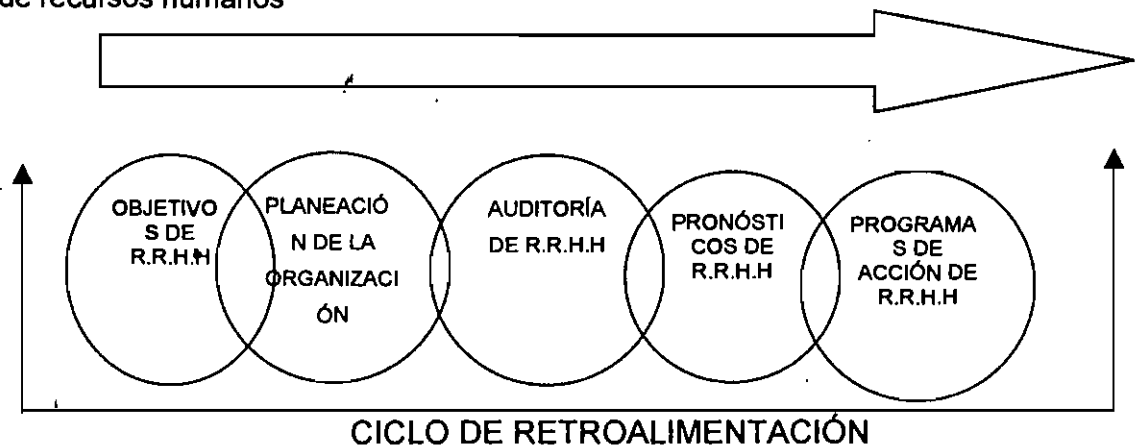 de recursos humanos
OBJETIVO
S DE
R.R.H.H
PLANEACIÓ
N DE LA
ORGANIZACI
ÓN
AUDITORÍA
DE R.R.H.H
PRONÓSTI
COS DE
R.R.H.H
PROGRAMA
S DE
ACCIÓN DE
R.R.H.H
CICLO DE RETROALIMENTACIÓN